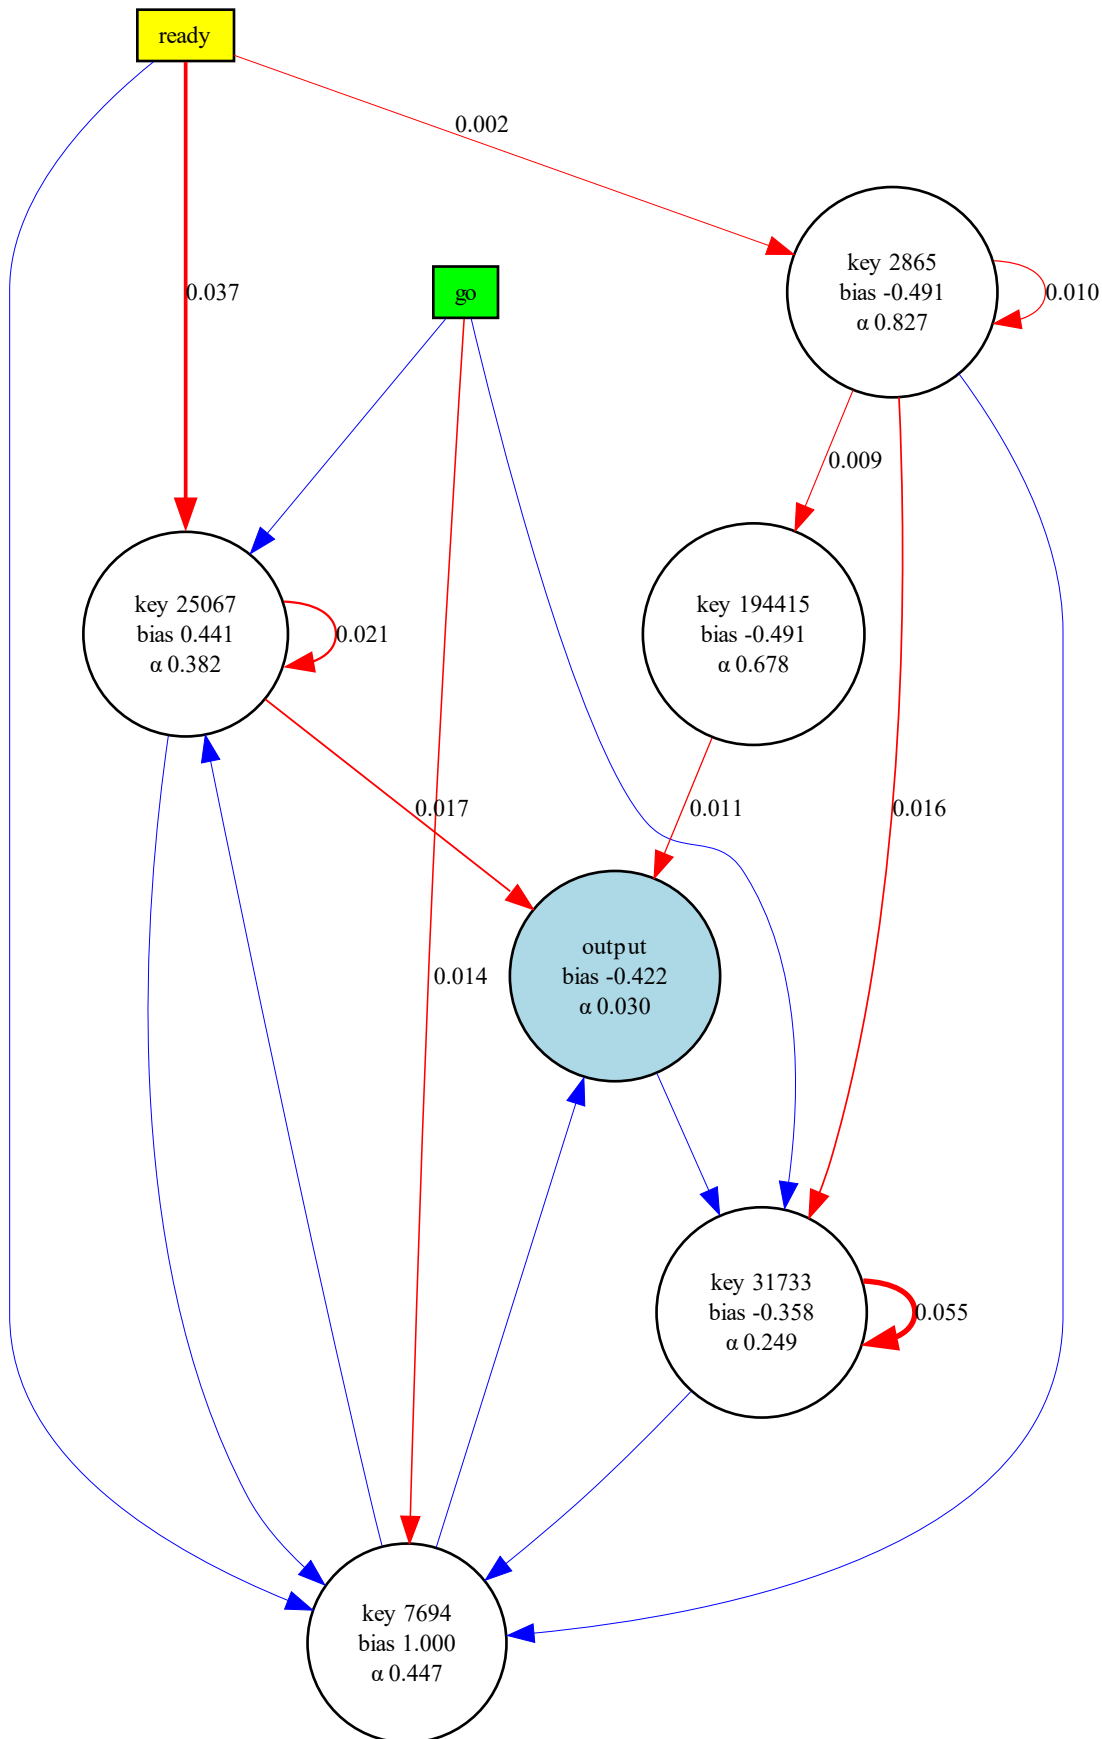 ready
0.002
key 2865
bias -0.491
α 0.827
0.010
0.037
go
0.009
key 25067
bias 0.441
α 0.382
0.021
key 194415
bias -0.491
α 0.678
0.017
0.011
0.016
output
bias -0.422
α 0.030
0.014
key 31733
bias -0.358
α 0.249
0.055
key 7694
bias 1.000
α 0.447